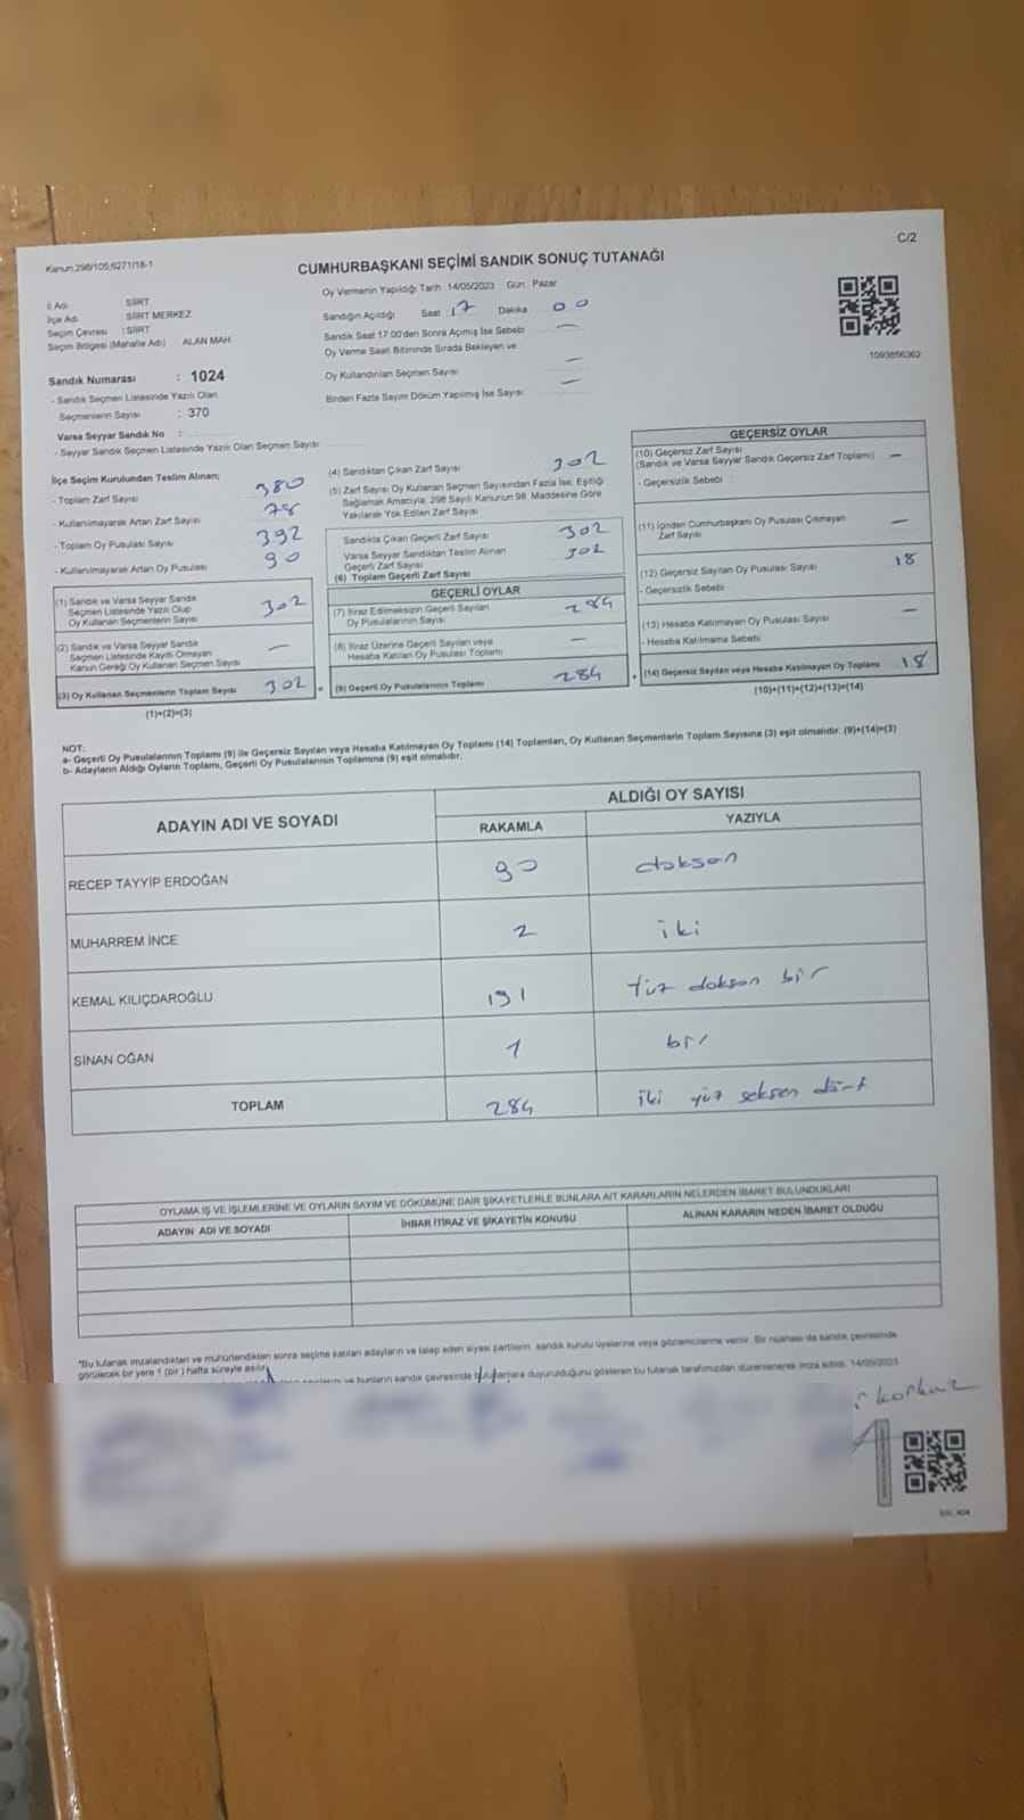 C/2
Kanun:298/105,6271/18-1
CUMHURBAŞKANI SEÇİMİ SANDIK SONUÇ TUTANAĞI
İl Adı : SİİRT
İlçe Adı : SİİRT MERKEZ
Seçim Çevresi : SİİRT
Seçim Bölgesi (Mahalle Adı) ALAN MAH.
Sandık Numarası : 1024
- Sandık Seçmen Listesinde Yazılı Olan
Seçmenlerin Sayısı : 370
Varsa Seyyar Sandık No :
- Seyyar Sandık Seçmen Listesinde Yazılı Olan Seçmen Sayısı
Oy Vermenin Yapıldığı Tarih :14/05/2023 Gün: Pazar
Sandığın Açıldığı Saat : 17 Dakika 00
Sandık Saat 17:00'den Sonra Açılmış İse Sebebi —
Oy Verme Saati Bitiminde Sırada Bekleyen ve
Oy Kullandırılan Seçmen Sayısı —
Birden Fazla Sayım Döküm Yapılmış İse Sayısı —
1093856362
İlçe Seçim Kurulundan Teslim Alınan;
- Toplam Zarf Sayısı 380
- Kullanılmayarak Artan Zarf Sayısı 78
- Toplam Oy Pusulası Sayısı 392
- Kullanılmayarak Artan Oy Pusulası 90
(1) Sandık ve Varsa Seyyar Sandık
Seçmen Listesinde Yazılı Olup
Oy Kullanan Seçmenlerin Sayısı 302
(2) Sandık ve Varsa Seyyar Sandık
Seçmen Listesinde Kayıtlı Olmayan
Kanun Gereği Oy Kullanan Seçmen Sayısı —
(3) Oy Kullanan Seçmenlerin Toplam Sayısı 302
(1)+(2)=(3)
(4) Sandıktan Çıkan Zarf Sayısı 302
(5) Zarf Sayısı Oy Kullanan Seçmen Sayısından Fazla İse, Eşitliği
Sağlamak Amacıyla, 298 Sayılı Kanunun 98. Maddesine Göre
Yakılarak Yok Edilen Zarf Sayısı
Sandıkta Çıkan Geçerli Zarf Sayısı 302
Varsa Seyyar Sandıktan Teslim Alınan
Geçerli Zarf Sayısı 302
(6) Toplam Geçerli Zarf Sayısı
GEÇERLİ OYLAR
(7) İtiraz Edilmeksizin Geçerli Sayılan
Oy Pusulalarının Sayısı 284
(8) İtiraz Üzerine Geçerli Sayılan veya
Hesaba Katılan Oy Pusulası Toplamı —
(9) Geçerli Oy Pusulalarının Toplamı 284
GEÇERSİZ OYLAR
(10) Geçersiz Zarf Sayısı
(Sandık ve Varsa Seyyar Sandık Geçersiz Zarf Toplamı) —
- Geçersizlik Sebebi :
(11) İçinden Cumhurbaşkanı Oy Pusulası Çıkmayan
Zarf Sayısı —
(12) Geçersiz Sayılan Oy Pusulası Sayısı 18
- Geçersizlik Sebebi
(13) Hesaba Katılmayan Oy Pusulası Sayısı —
- Hesaba Katılmama Sebebi
(14) Geçersiz Sayılan veya Hesaba Katılmayan Oy Toplamı 18
(10)+(11)+(12)+(13)=(14)
NOT:
a- Geçerli Oy Pusulalarının Toplamı (9) ile Geçersiz Sayılan veya Hesaba Katılmayan Oy Toplamı (14) Toplamları, Oy Kullanan Seçmenlerin Toplam Sayısına (3) eşit olmalıdır. (9)+(14)=(3)
b- Adayların Aldığı Oyların Toplamı, Geçerli Oy Pusulalarının Toplamına (9) eşit olmalıdır.
ADAYIN ADI VE SOYADI
ALDIĞI OY SAYISI
RAKAMLA YAZIYLA
RECEP TAYYİP ERDOĞAN 90 doksan
MUHARREM İNCE 2 iki
KEMAL KILIÇDAROĞLU 191 Yüz doksan bir
SİNAN OĞAN 1 bir
TOPLAM 284 iki yüz seksen dört
OYLAMA İŞ VE İŞLEMLERİNE VE OYLARIN SAYIM VE DÖKÜMÜNE DAİR ŞİKAYETLERLE BUNLARA AİT KARARLARIN NELERDEN İBARET BULUNDUKLARI
ADAYIN ADI VE SOYADI İHBAR İTİRAZ VE ŞİKAYETİN KONUSU ALINAN KARARIN NEDEN İBARET OLDUĞU
*Bu tutanak imzalandıktan ve mühürlendikten sonra seçime katılan adayların ve talep eden siyasi partilerin sandık kurulu üyelerine veya gözlemcilerine verilir. Bir nüshası da sandık çevresinde
görülecek bir yere 1 (bir) hafta süreyle asılır.
ve bunların sandık çevresinde duyurulduğunu gösteren bu tutanak tarafımızdan düzenlenerek imza edildi. 14/05/2023
korkmaz